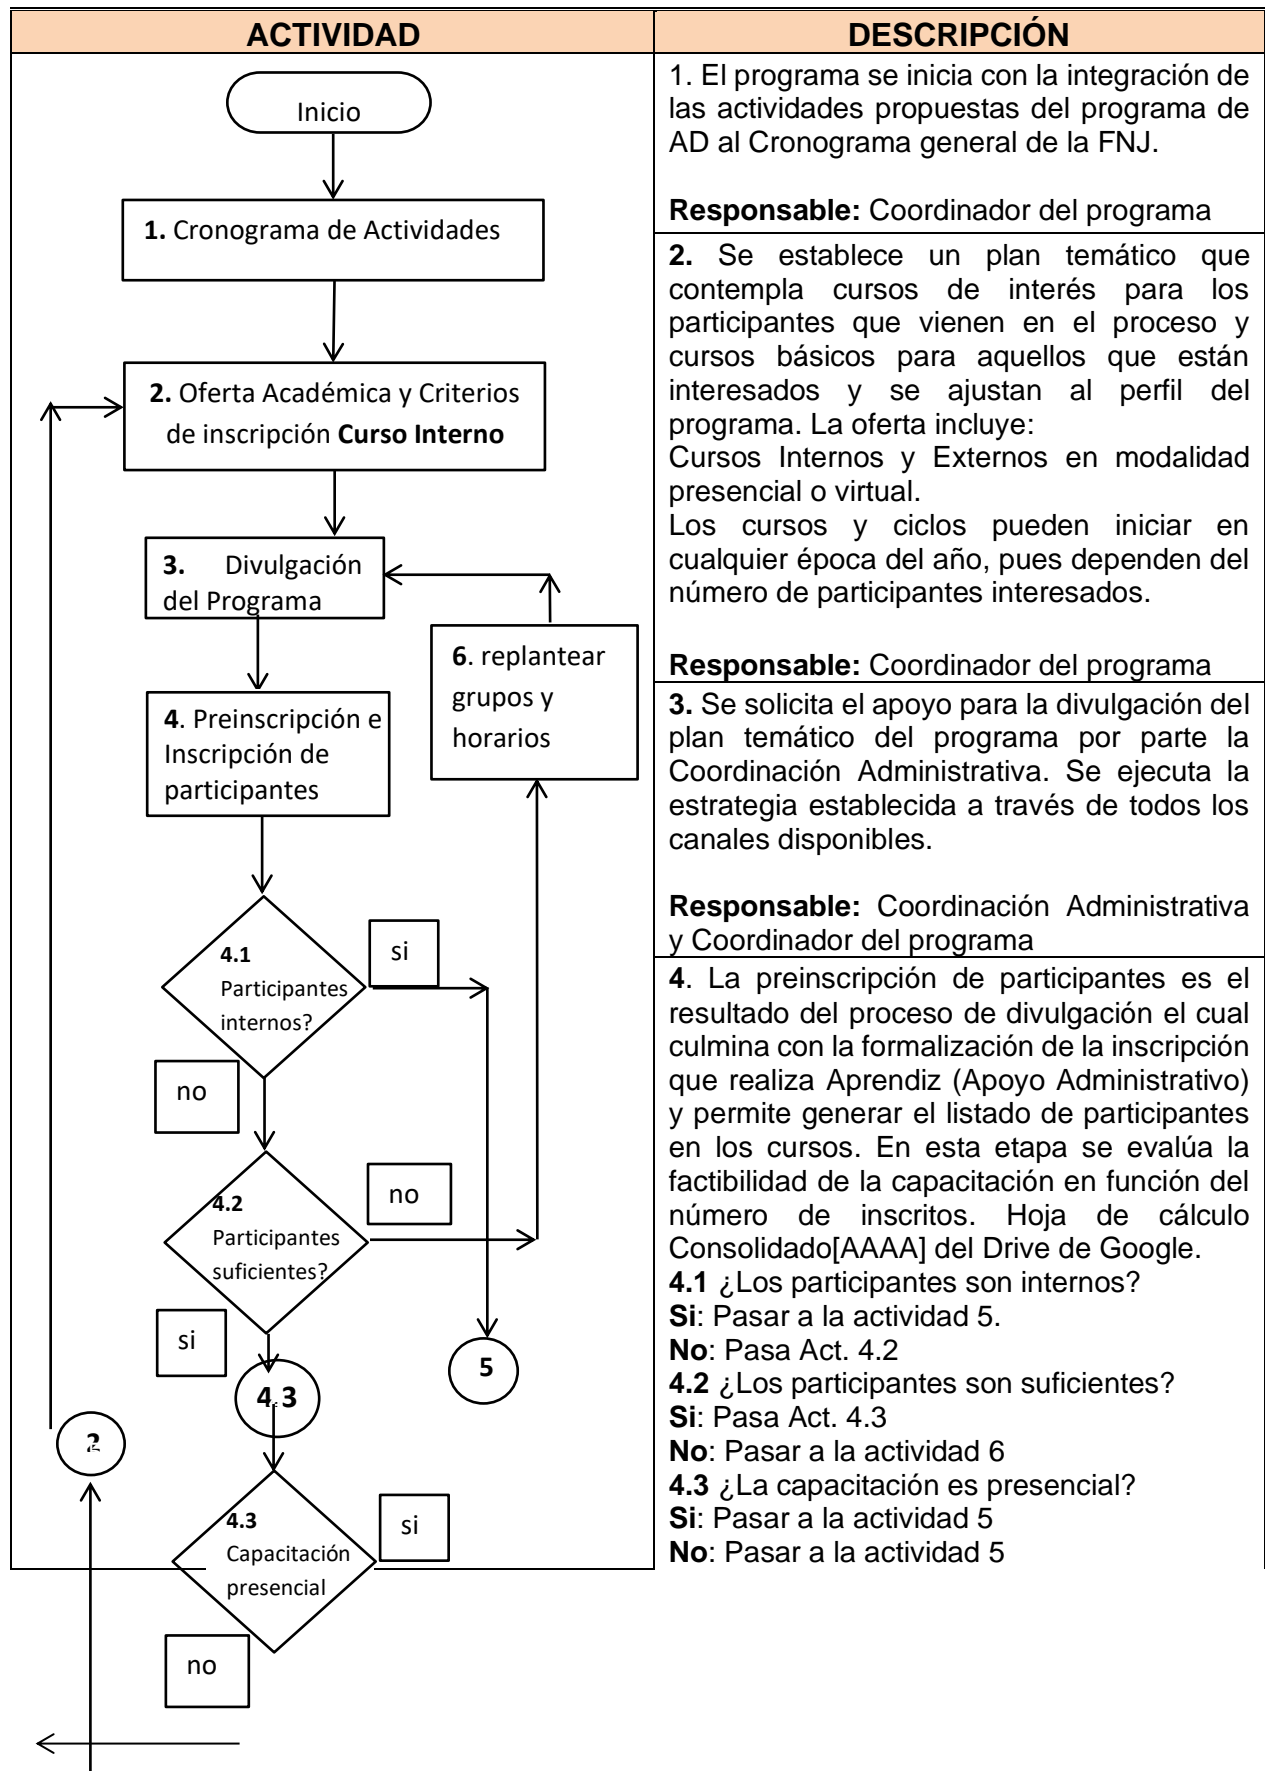 ACTIVIDAD
DESCRIPCIÓN
Inicio
1. Cronograma de Actividades
2. Oferta Académica y Criterios
de inscripción Curso Interno
3. Divulgación
del Programa
6. replantear
grupos y
horarios
4. Preinscripción e
Inscripción de
participantes
4.1
Participantes
internos?
si
no
4.2
Participantes
suficientes?
no
si
4.3
5
2
4.3
Capacitación
presencial
si
no
1. El programa se inicia con la integración de
las actividades propuestas del programa de
AD al Cronograma general de la FNJ.
Responsable: Coordinador del programa
2. Se establece un plan temático que
contempla cursos de interés para los
participantes que vienen en el proceso y
cursos básicos para aquellos que están
interesados y se ajustan al perfil del
programa. La oferta incluye:
Cursos Internos y Externos en modalidad
presencial o virtual.
Los cursos y ciclos pueden iniciar en
cualquier época del año, pues dependen del
número de participantes interesados.
Responsable: Coordinador del programa
3. Se solicita el apoyo para la divulgación del
plan temático del programa por parte la
Coordinación Administrativa. Se ejecuta la
estrategia establecida a través de todos los
canales disponibles.
Responsable: Coordinación Administrativa
y Coordinador del programa
4. La preinscripción de participantes es el
resultado del proceso de divulgación el cual
culmina con la formalización de la inscripción
que realiza Aprendiz (Apoyo Administrativo)
y permite generar el listado de participantes
en los cursos. En esta etapa se evalúa la
factibilidad de la capacitación en función del
número de inscritos. Hoja de cálculo
Consolidado[AAAA] del Drive de Google.
4.1 ¿Los participantes son internos?
Si: Pasar a la actividad 5.
No: Pasa Act. 4.2
4.2 ¿Los participantes son suficientes?
Si: Pasa Act. 4.3
No: Pasar a la actividad 6
4.3 ¿La capacitación es presencial?
Si: Pasar a la actividad 5
No: Pasar a la actividad 5